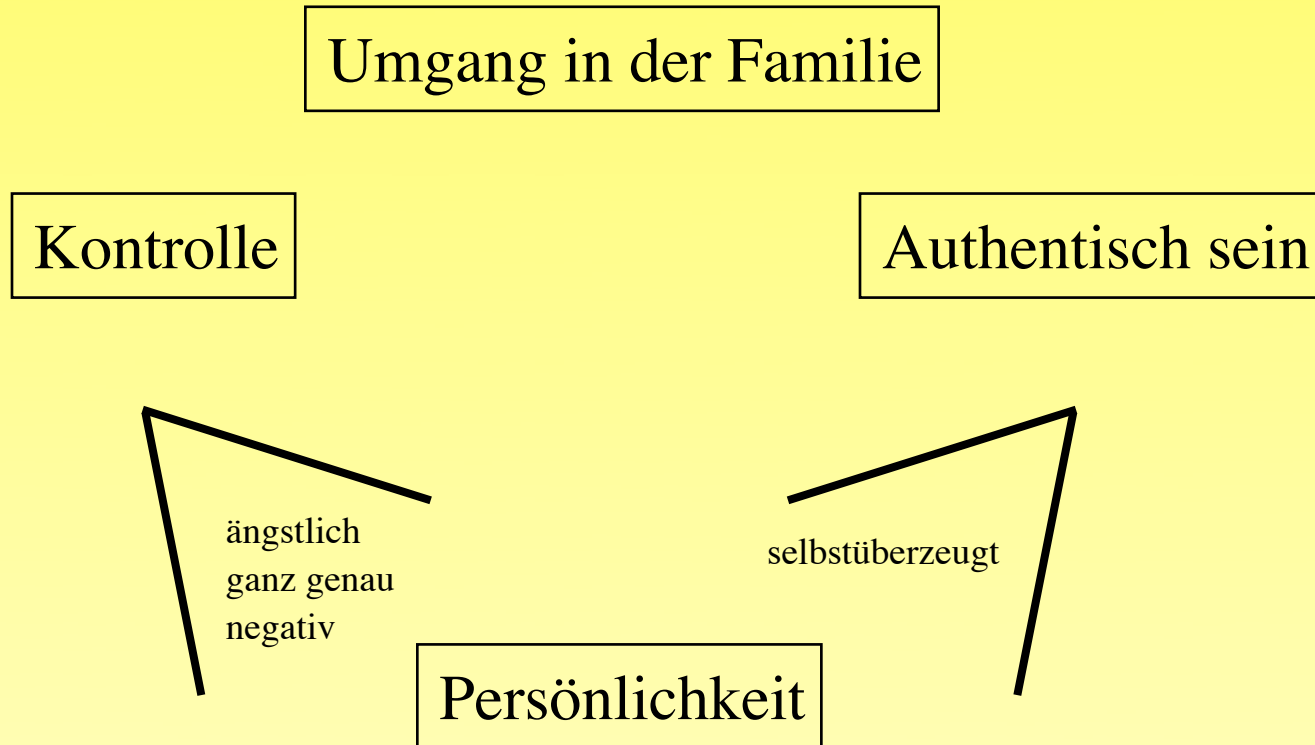 Umgang in der Familie
Kontrolle
Authentisch sein
ängstlich
ganz genau
negativ
selbstüberzeugt
Persönlichkeit